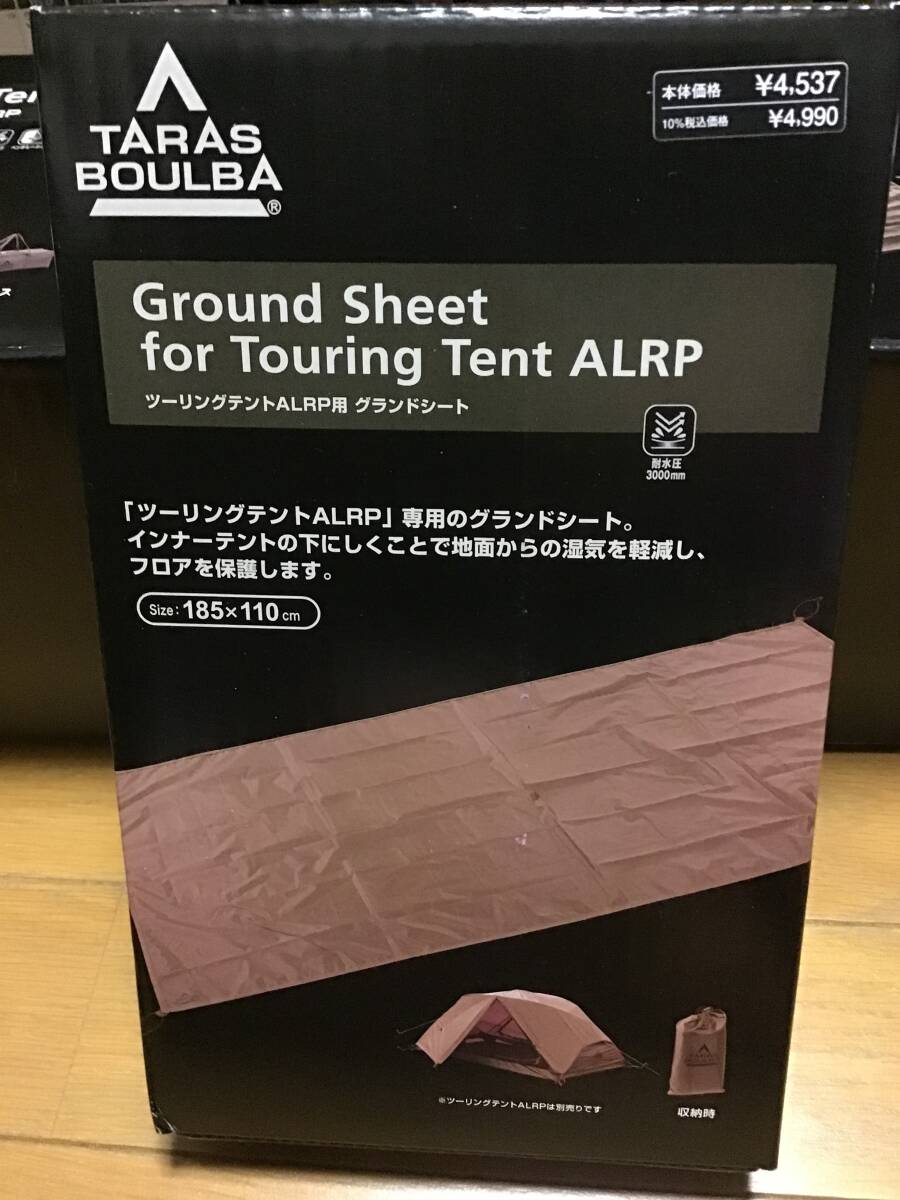 TARAS
BOULBA
®
本体価格 ¥4,537
10%税込価格 ¥4,990
Ground Sheet
for Touring Tent ALRP
ツーリングテントALRP用 グランドシート
耐水圧
3000mm
「ツーリングテントALRP」専用のグランドシート。
インナーテントの下にしくことで地面からの湿気を軽減し、
フロアを保護します。
Size: 185×110cm
TARAS
BOULBA
※ツーリングテントALRPは別売りです
収納時